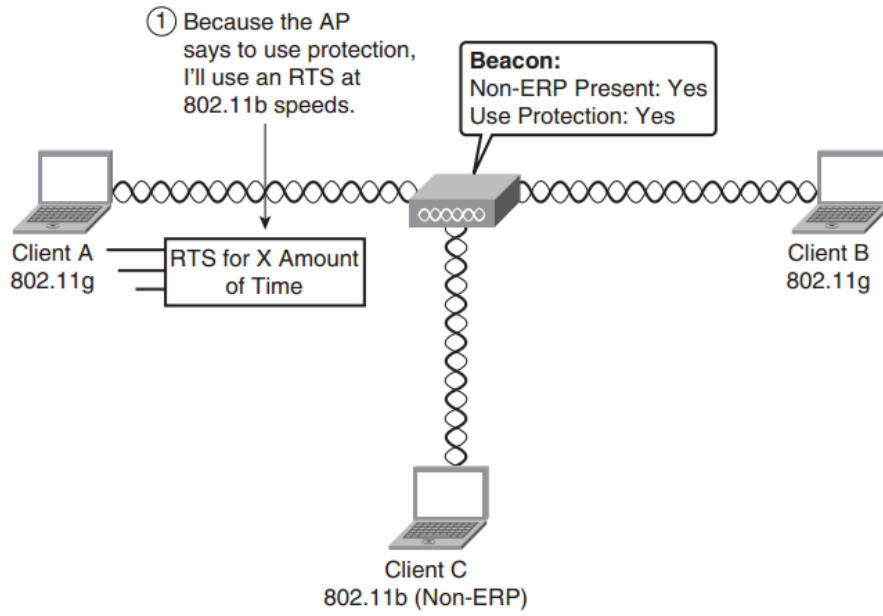 1 Because the AP
says to use protection,
I'll use an RTS at
802.11b speeds.
Beacon:
Non-ERP Present: Yes
Use Protection: Yes
Client A
802.11g
RTS for X Amount
of Time
Client B
802.11g
Client C
802.11b (Non-ERP)